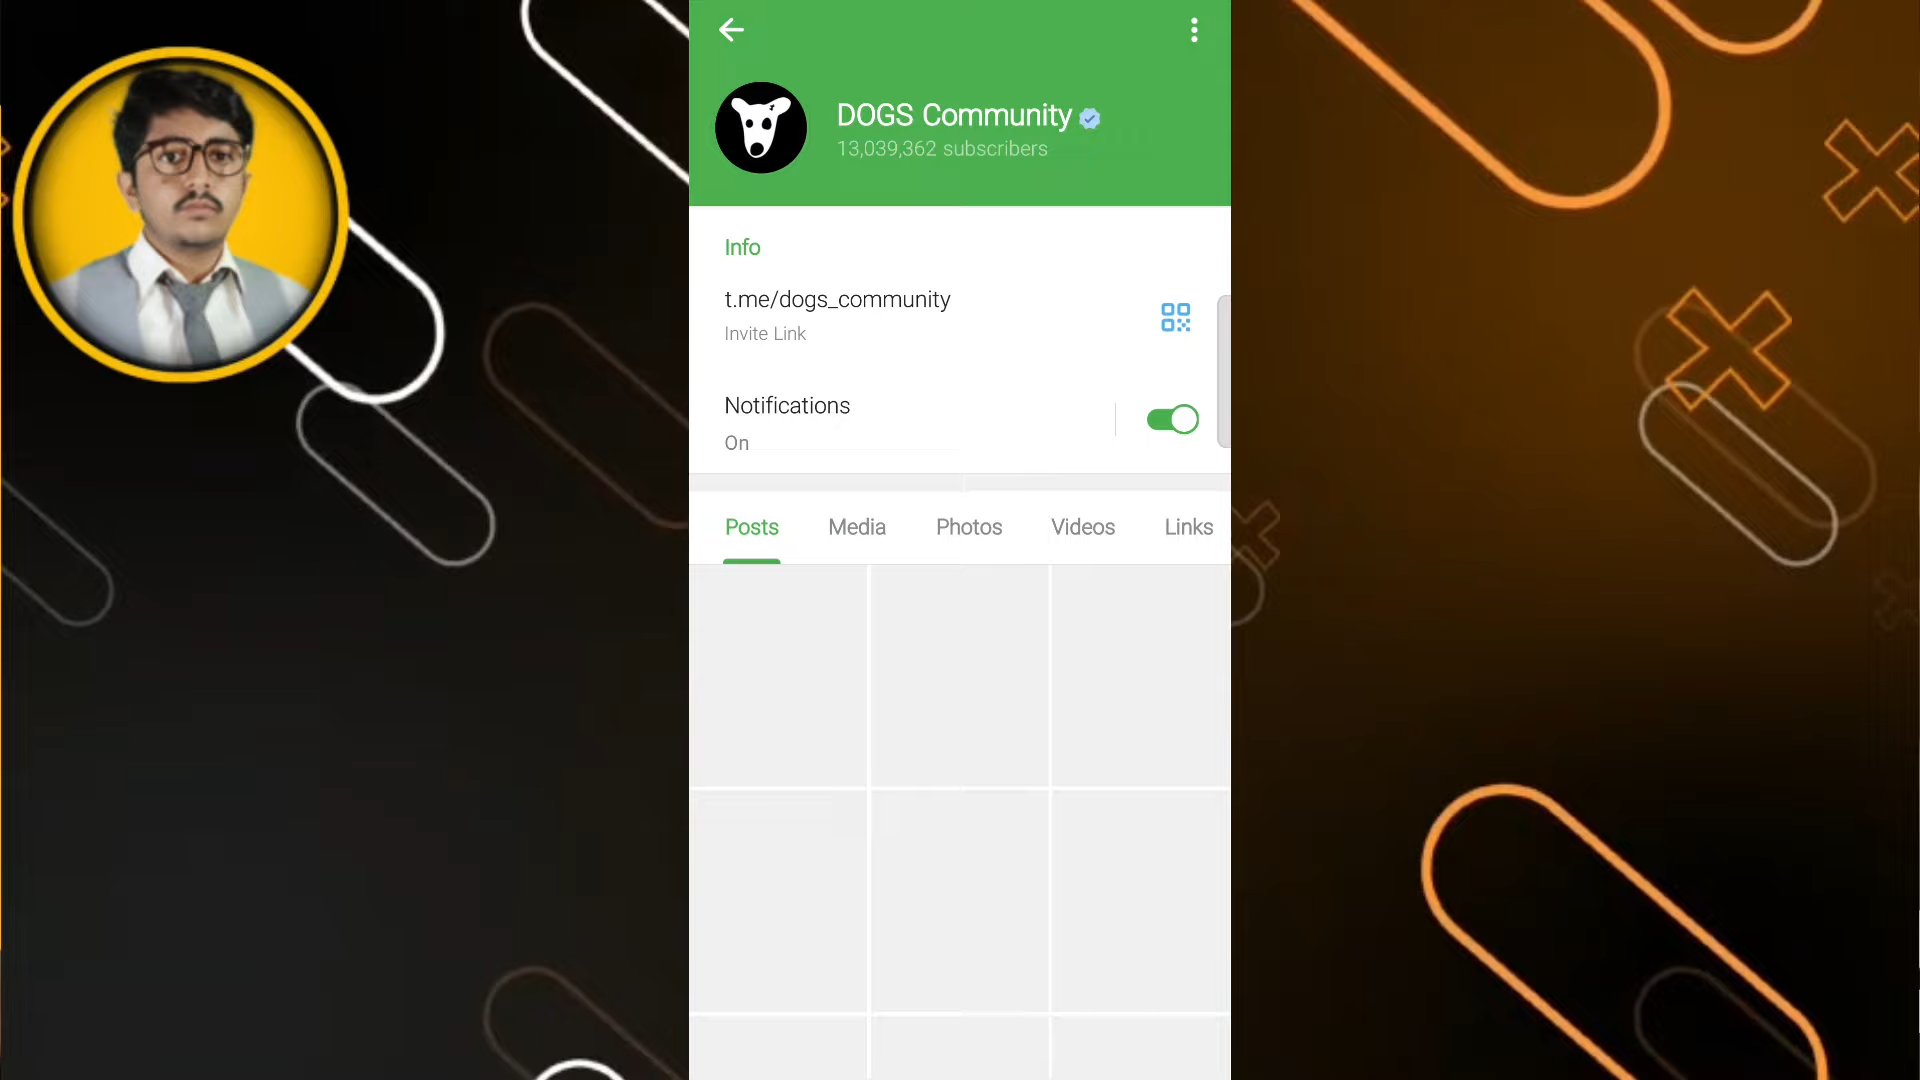 DOGS Community
13,039,362 subscribers
Info
t.me/dogs_community
Invite Link
Notifications
On
Posts Media Photos Videos Links